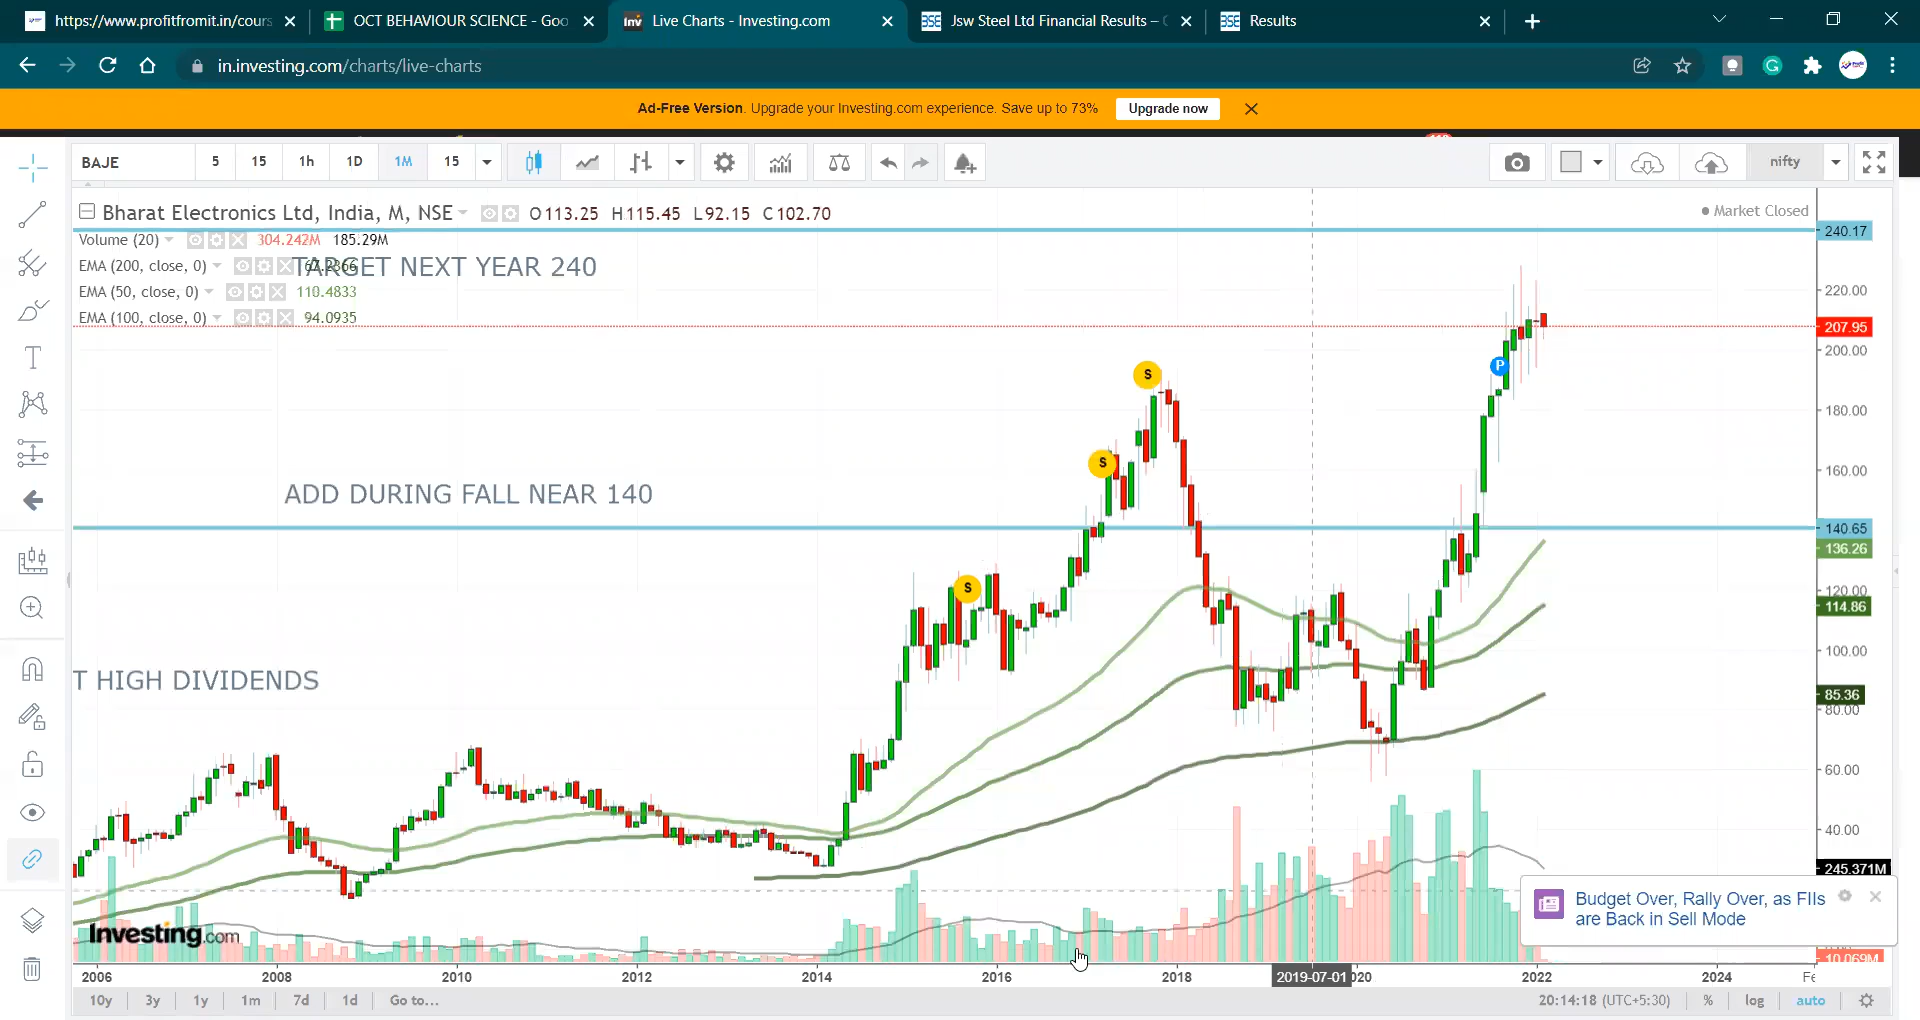 https://www.profitfromit.in/cours
OCT BEHAVIOUR SCIENCE - Goo
Inv Live Charts - Investing.com
BSE Jsw Steel Ltd Financial Results –
BSE Results
in.investing.com/charts/live-charts
Ad-Free Version. Upgrade your Investing.com experience. Save up to 73% Upgrade now
BAJE 5 15 1h 1D 1M 15 nifty
Bharat Electronics Ltd, India, M, NSE O113.25 H115.45 L92.15 C102.70
Market Closed
Volume (20) 304.242M 185.29M
EMA (200, close, 0)
TARGET NEXT YEAR 240
EMA (50, close, 0) 110.4833
EMA (100, close, 0) 94.0935
ADD DURING FALL NEAR 140
T HIGH DIVIDENDS
S
S
S
P
240.17
220.00
207.95
200.00
180.00
160.00
140.65
136.26
120.00
114.86
100.00
85.36
80.00
60.00
40.00
245.371M
10.069M
Budget Over, Rally Over, as FIIs
are Back in Sell Mode
Investing.com
2006 2008 2010 2012 2014 2016 2018 2019-07-01 020 2022 2024
10y 3y 1y 1m 7d 1d Go to... 20:14:18 (UTC+5:30) % log auto